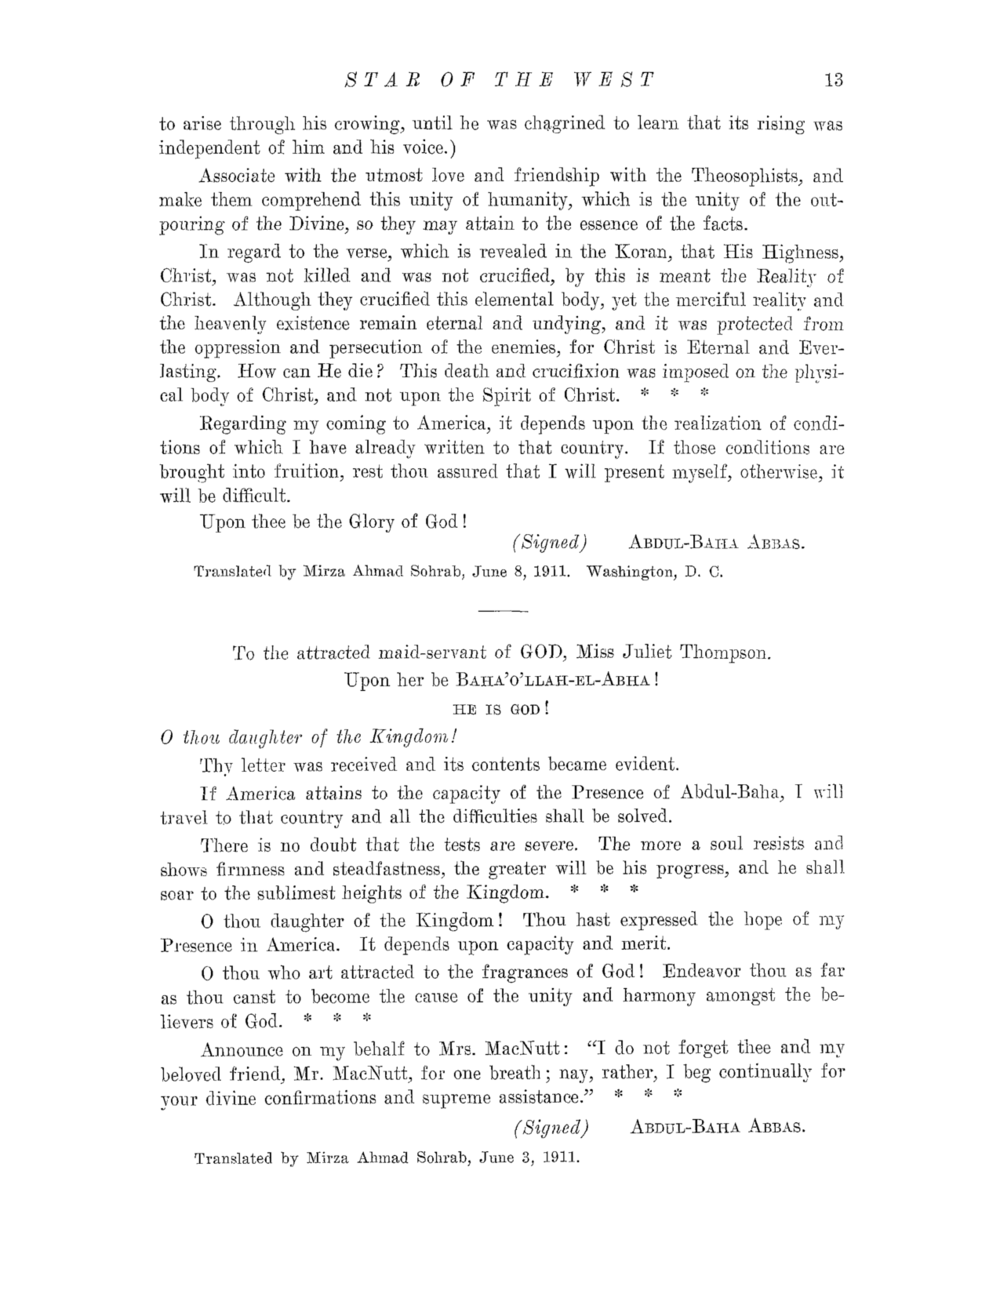 STAR OF THE WEST 13
to arise through his crowing, until he was chagrined to learn that its rising was
independent of him and his voice.)
Associate with the utmost love and friendship with the Theosophists, and
make them comprehend this unity of humanity, which is the unity of the out-
pouring of the Divine, so they may attain to the essence of the facts.
In regard to the verse, which is revealed in the Koran, that His Highness,
Christ, was not killed and was not crucified, by this is meant the Reality of
Christ. Although they crucified this elemental body, yet the merciful reality and
the heavenly existence remain eternal and undying, and it was protected from
the oppression and persecution of the enemies, for Christ is Eternal and Ever-
lasting. How can He die? This death and crucifixion was imposed on the physi-
cal body of Christ, and not upon the Spirit of Christ. * * *
Regarding my coming to America, it depends upon the realization of condi-
tions of which I have already written to that country. If those conditions are
brought into fruition, rest thou assured that I will present myself, otherwise, it
will be difficult.
Upon thee be the Glory of God!
(Signed) ABDUL-BAHA ABBAS.
Translated by Mirza Ahmad Sohrab, June 8, 1911. Washington, D. C.
To the attracted maid-servant of GOD, Miss Juliet Thompson.
Upon her be BAHA'O'LLAH-EL-ABHA!
HE IS GOD!
O thou daughter of the Kingdom!
Thy letter was received and its contents became evident.
If America attains to the capacity of the Presence of Abdul-Baha, I will
travel to that country and all the difficulties shall be solved.
There is no doubt that the tests are severe. The more a soul resists and
shows firmness and steadfastness, the greater will be his progress, and he shall
soar to the sublimest heights of the Kingdom. * * *
O thou daughter of the Kingdom! Thou hast expressed the hope of my
Presence in America. It depends upon capacity and merit.
O thou who art attracted to the fragrances of God! Endeavor thou as far
as thou canst to become the cause of the unity and harmony amongst the be-
lievers of God. * * *
Announce on my behalf to Mrs. MacNutt: "I do not forget thee and my
beloved friend, Mr. MacNutt, for one breath; nay, rather, I beg continually for
your divine confirmations and supreme assistance." * * *
(Signed) ABDUL-BAHA ABBAS.
Translated by Mirza Ahmad Sohrab, June 3, 1911.